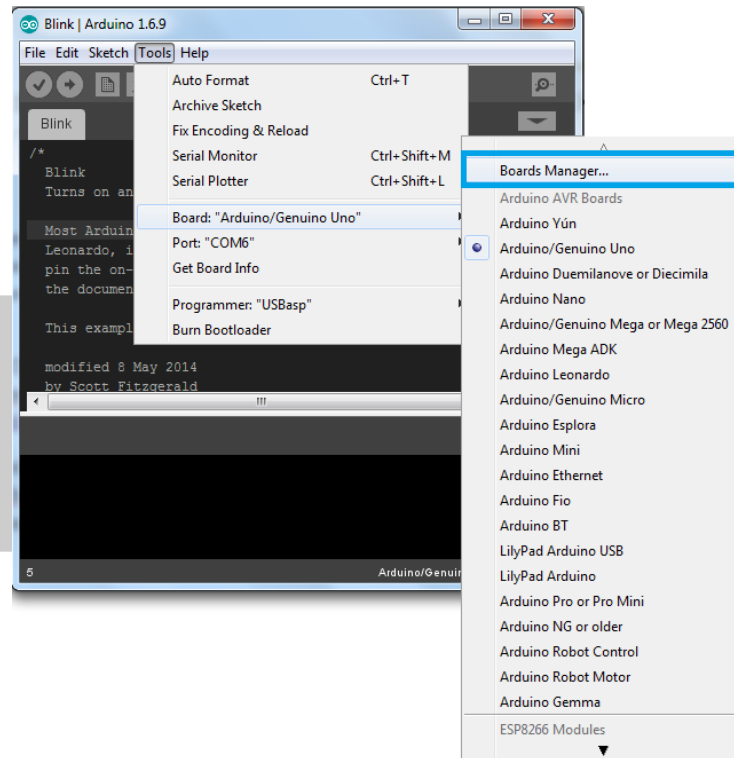 Blink | Arduino 1.6.9
File Edit Sketch Tools Help
Auto Format Ctrl+T
Archive Sketch
Fix Encoding & Reload
Serial Monitor Ctrl+Shift+M
Serial Plotter Ctrl+Shift+L
Board: "Arduino/Genuino Uno"
Port: "COM6"
Get Board Info
Programmer: "USBasp"
Burn Bootloader
Blink
/*
Blink
Turns on an
Most Arduin
Leonardo, i
pin the on-
the documen
This exampl
modified 8 May 2014
by Scott Fitzgerald
5 Arduino/Genuin
Boards Manager...
Arduino AVR Boards
Arduino Yún
Arduino/Genuino Uno
Arduino Duemilanove or Diecimila
Arduino Nano
Arduino/Genuino Mega or Mega 2560
Arduino Mega ADK
Arduino Leonardo
Arduino/Genuino Micro
Arduino Esplora
Arduino Mini
Arduino Ethernet
Arduino Fio
Arduino BT
LilyPad Arduino USB
LilyPad Arduino
Arduino Pro or Pro Mini
Arduino NG or older
Arduino Robot Control
Arduino Robot Motor
Arduino Gemma
ESP8266 Modules